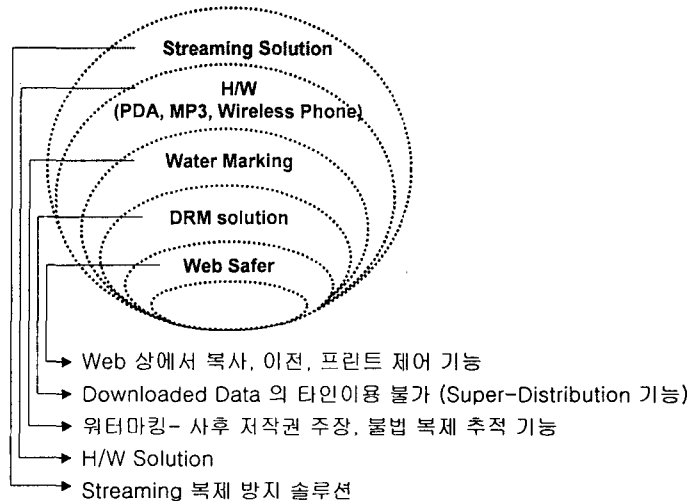 Streaming Solution
H/W
(PDA, MP3, Wireless Phone)
Water Marking
DRM solution
Web Safer
Web 상에서 복사, 이전, 프린트 제어 기능
Downloaded Data 의 타인이용 불가 (Super-Distribution 기능)
워터마킹- 사후 저작권 주장, 불법 복제 추적 기능
H/W Solution
Streaming 복제 방지 솔루션